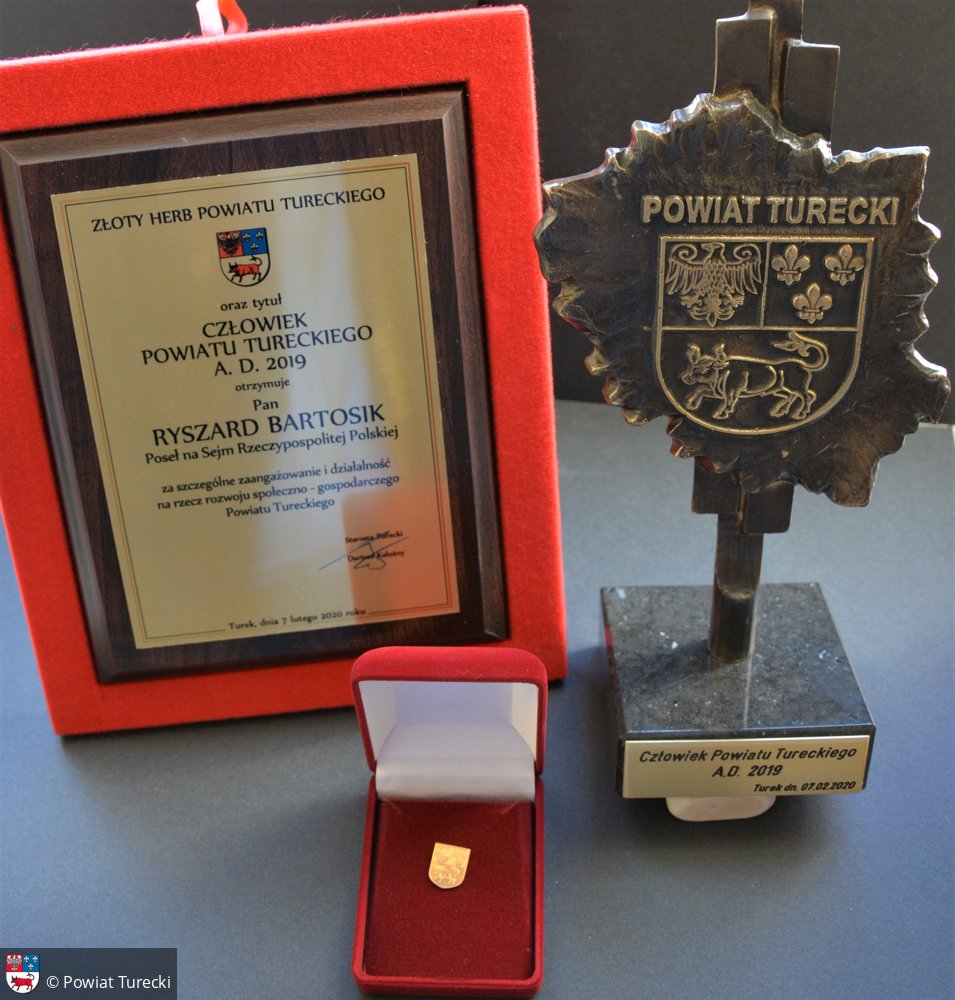 ZŁOTY HERB POWIATU TURECKIEGO
oraz tytuł
CZŁOWIEK
POWIATU TURECKIEGO
A. D. 2019
otrzymuje
Pan
RYSZARD BARTOSIK
Poseł na Sejm Rzeczypospolitej Polskiej
za szczególne zaangażowanie i działalność
na rzecz rozwoju społeczno - gospodarczego
Powiatu Tureckiego
Starosta Turecki
Dariusz Kałużny
Turek, dnia 7 lutego 2020 roku
POWIAT TURECKI
Człowiek Powiatu Tureckiego
A.D. 2019
Turek dn. 07.02.2020
© Powiat Turecki